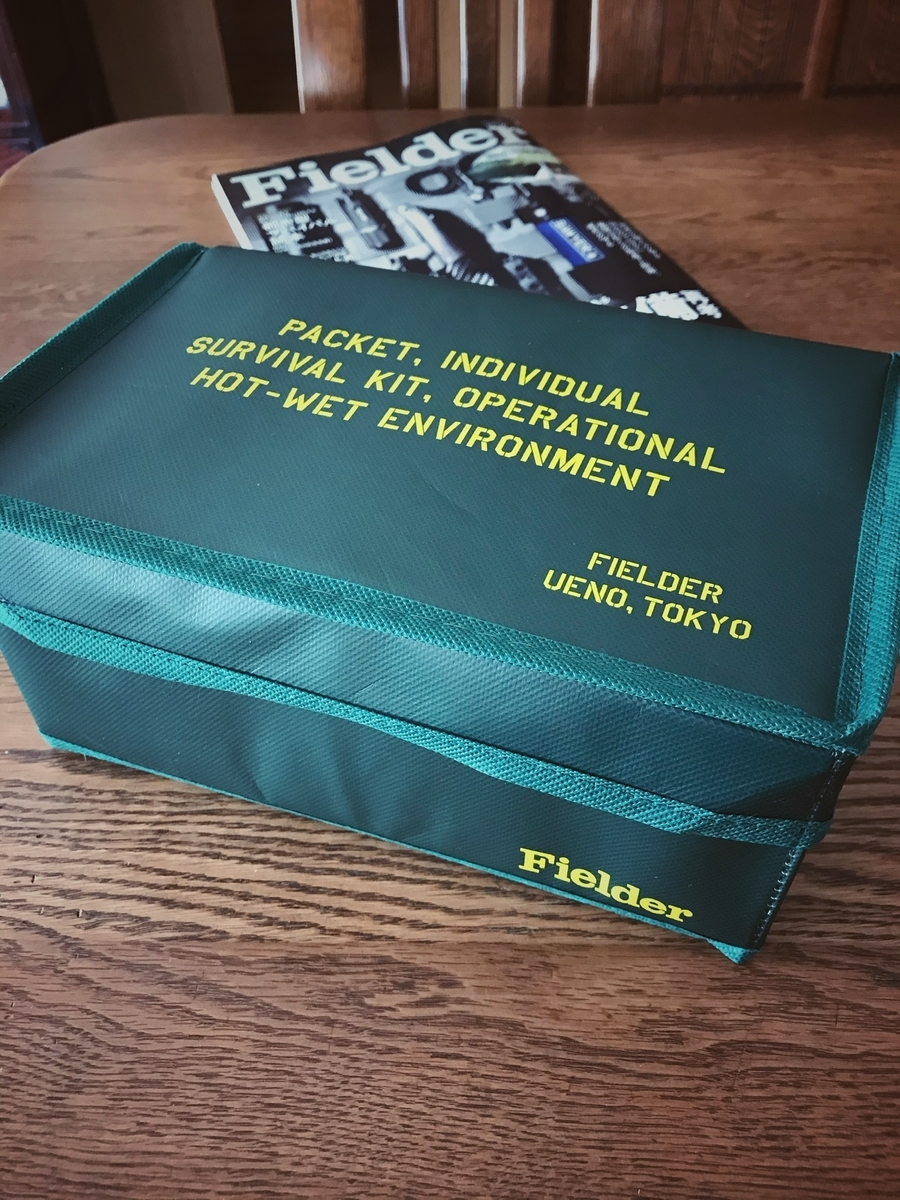 Fielder
PACKET, INDIVIDUAL
SURVIVAL KIT, OPERATIONAL
HOT-WET ENVIRONMENT
FIELDER
UENO, TOKYO
Fielder